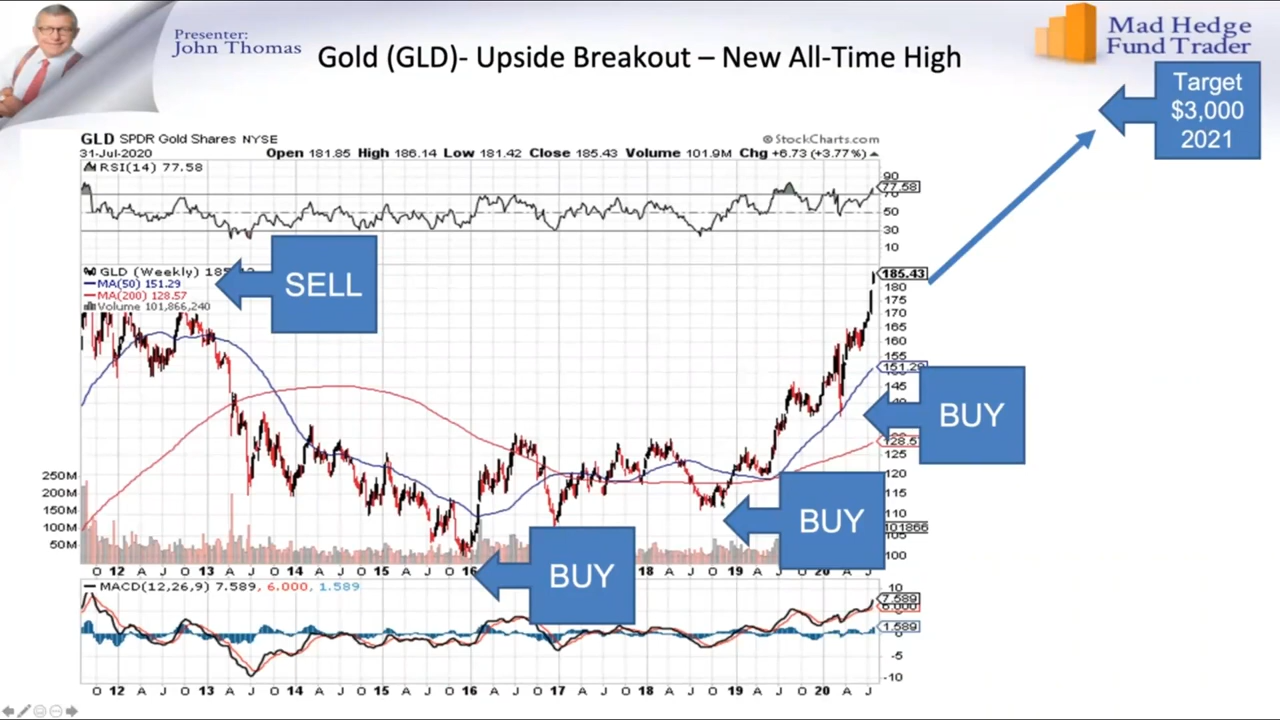 Presenter:
John Thomas
Gold (GLD)- Upside Breakout – New All-Time High
Mad Hedge
Fund Trader
Target
$3,000
2021
GLD SPDR Gold Shares NYSE
© StockCharts.com
31-Jul-2020
Open 181.85 High 186.14 Low 181.42 Close 185.43 Volume 101.9M Chg +6.73 (+3.77%)
RSI(14) 77.58
90
77.58
70
50
30
10
GLD (Weekly)
MA(50) 151.29
MA(200) 128.57
Volume 101,866,240
SELL
185.43
180
175
170
165
160
155
151.29
145
BUY
125
120
115
110
100
250M
200M
150M
100M
50M
BUY
BUY
O 12 A J O 13 A J O 14 A J O 15 A J O 16
18 A J O 19 A J O 20 A J
MACD(12,26,9) 7.589, 6.000, 1.589
10
7.589
6.000
1.589
-5
-10
O 12 A J O 13 A J O 14 A J O 15 A J O 16 A J O 17 A J O 18 A J O 19 A J O 20 A J